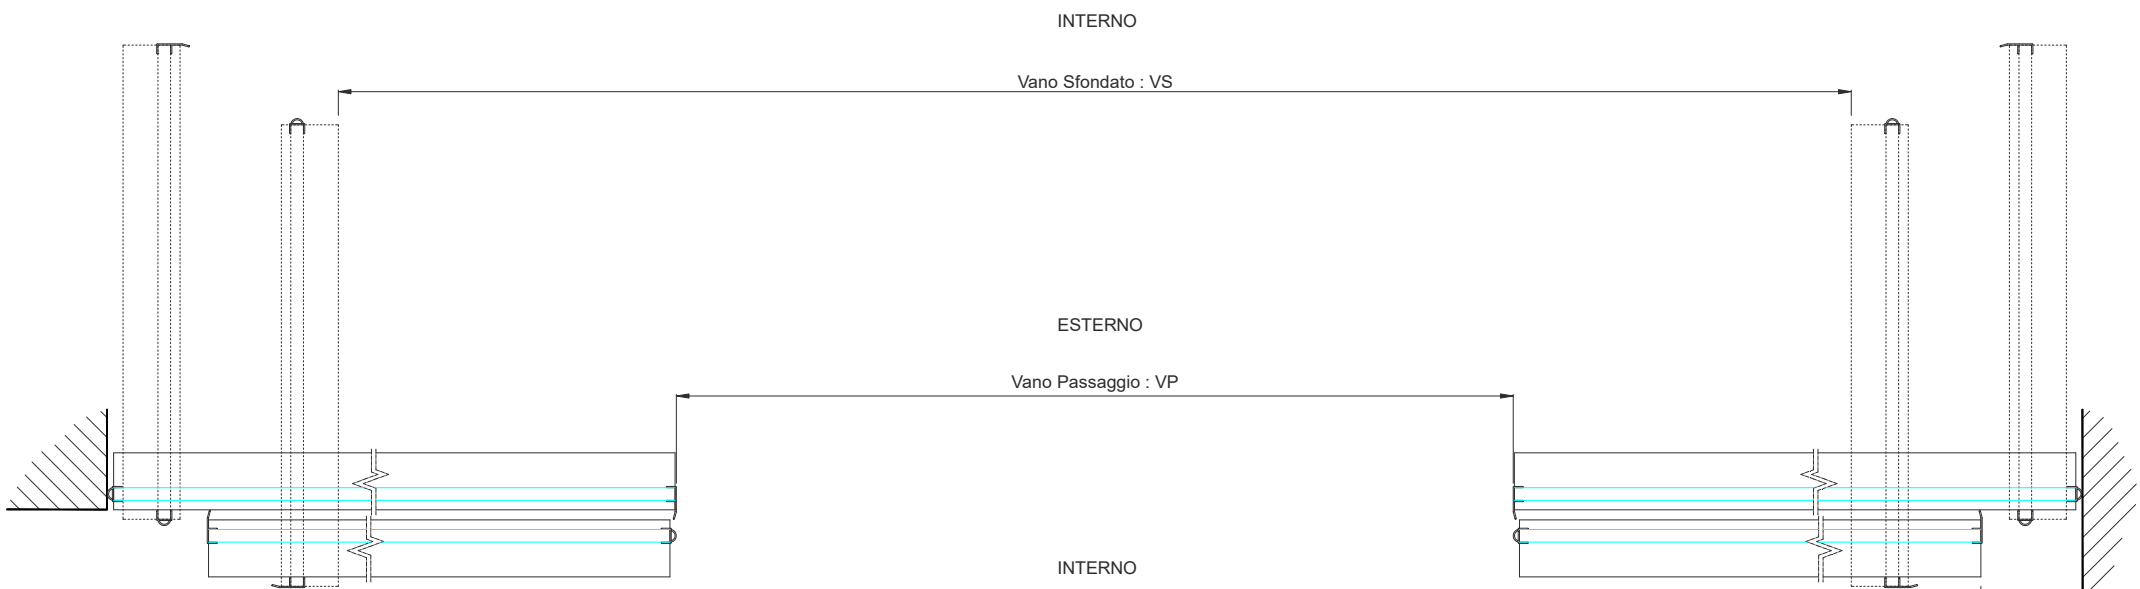 INTERNO
Vano Sfondato : VS
ESTERNO
Vano Passaggio : VP
INTERNO